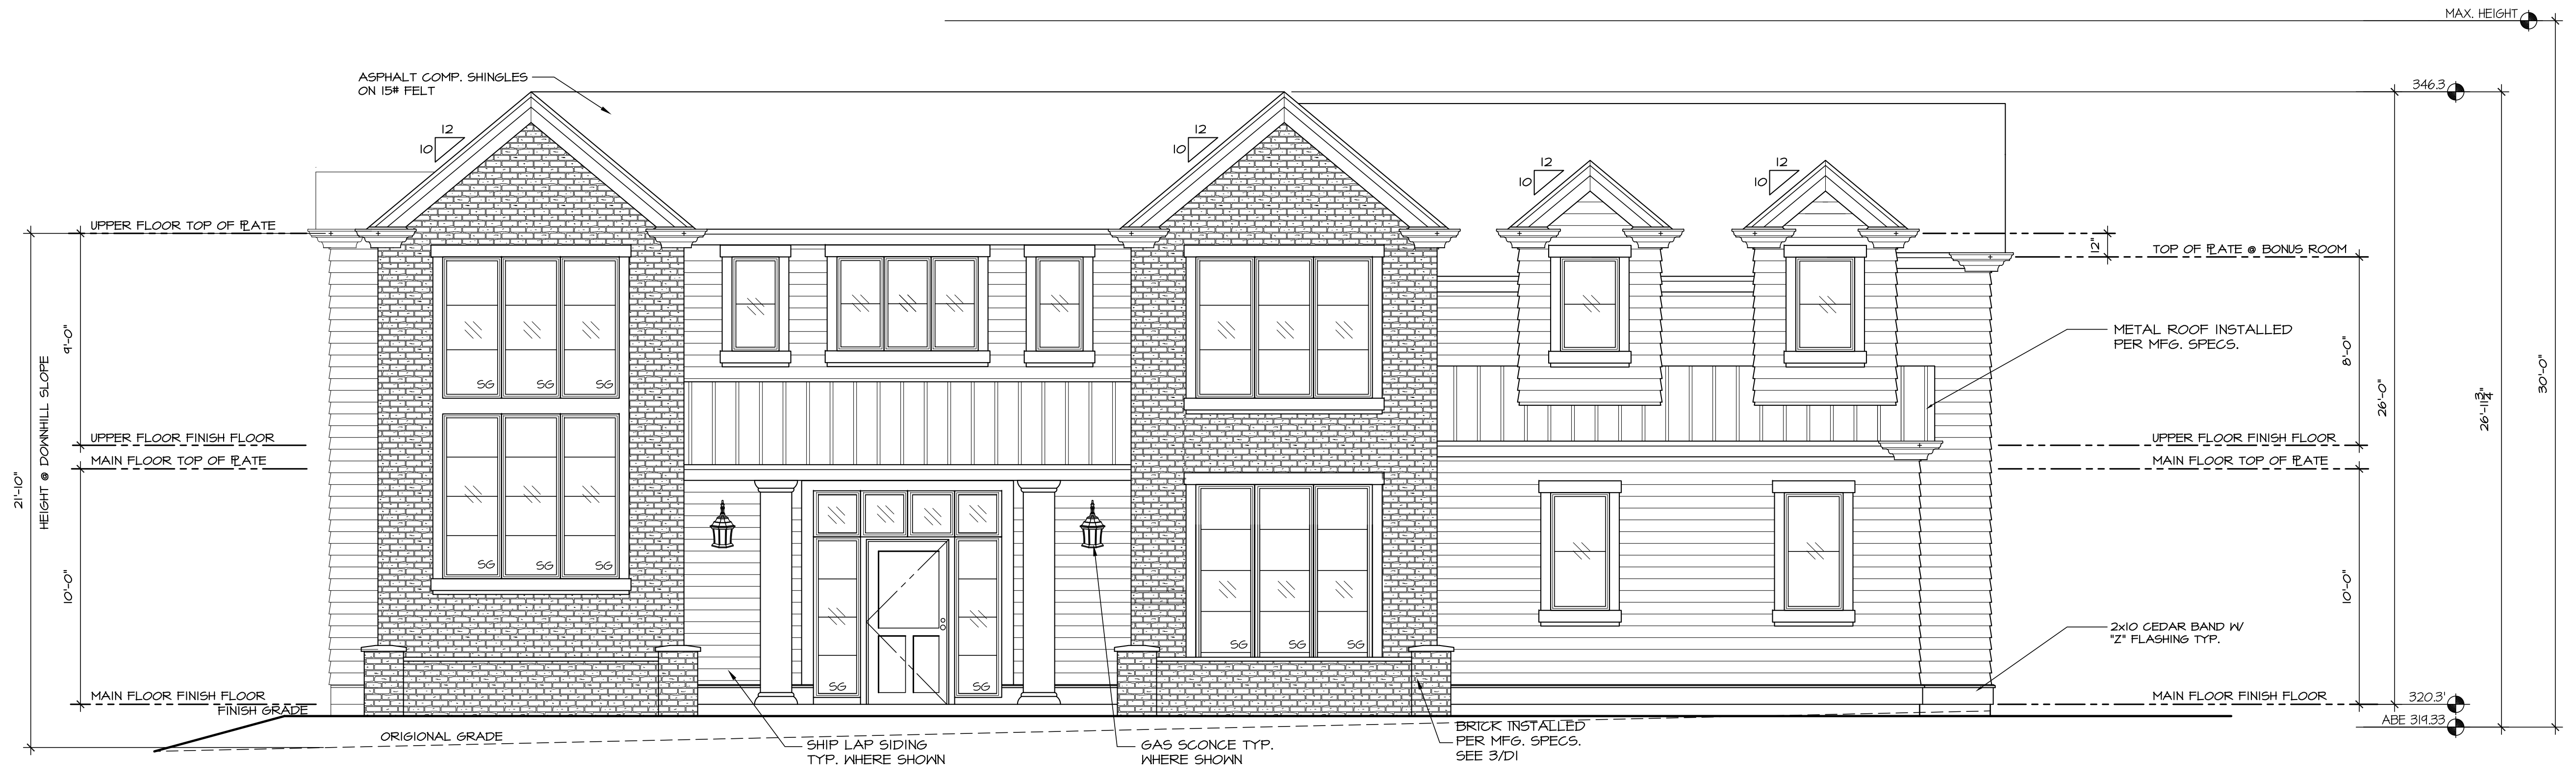 MAX. HEIGHT
ASPHALT COMP. SHINGLES
ON 15# FELT
346.3
12
10
12
10
12
10
12
10
UPPER FLOOR TOP OF PLATE
12"
TOP OF PLATE @ BONUS ROOM
9'-0"
8'-0"
METAL ROOF INSTALLED
PER MFG. SPECS.
26'-0"
26'-11 3/4"
30'-0"
SG SG SG
UPPER FLOOR FINISH FLOOR
UPPER FLOOR FINISH FLOOR
MAIN FLOOR TOP OF PLATE
MAIN FLOOR TOP OF PLATE
21'-10"
HEIGHT @ DOWNHILL SLOPE
10'-0"
10'-0"
SG SG SG
2x10 CEDAR BAND W/
"Z" FLASHING TYP.
SG SG SG
SG SG
MAIN FLOOR FINISH FLOOR
MAIN FLOOR FINISH FLOOR
320.3'
FINISH GRADE
ABE 319.33
ORIGIONAL GRADE
SHIP LAP SIDING
TYP. WHERE SHOWN
GAS SCONCE TYP.
WHERE SHOWN
BRICK INSTALLED
PER MFG. SPECS.
SEE 3/D1